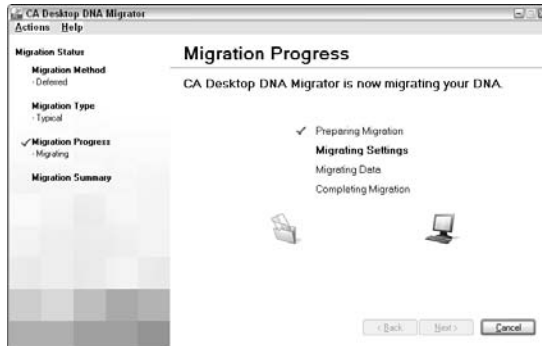 CA Desktop DNA Migrator
Actions Help
Migration Status
Migration Method
- Deferred
Migration Type
- Typical
Migration Progress
- Migrating
Migration Summary
Migration Progress
CA Desktop DNA Migrator is now migrating your DNA.
Preparing Migration
Migrating Settings
Migrating Data
Completing Migration
< Back Next > Cancel